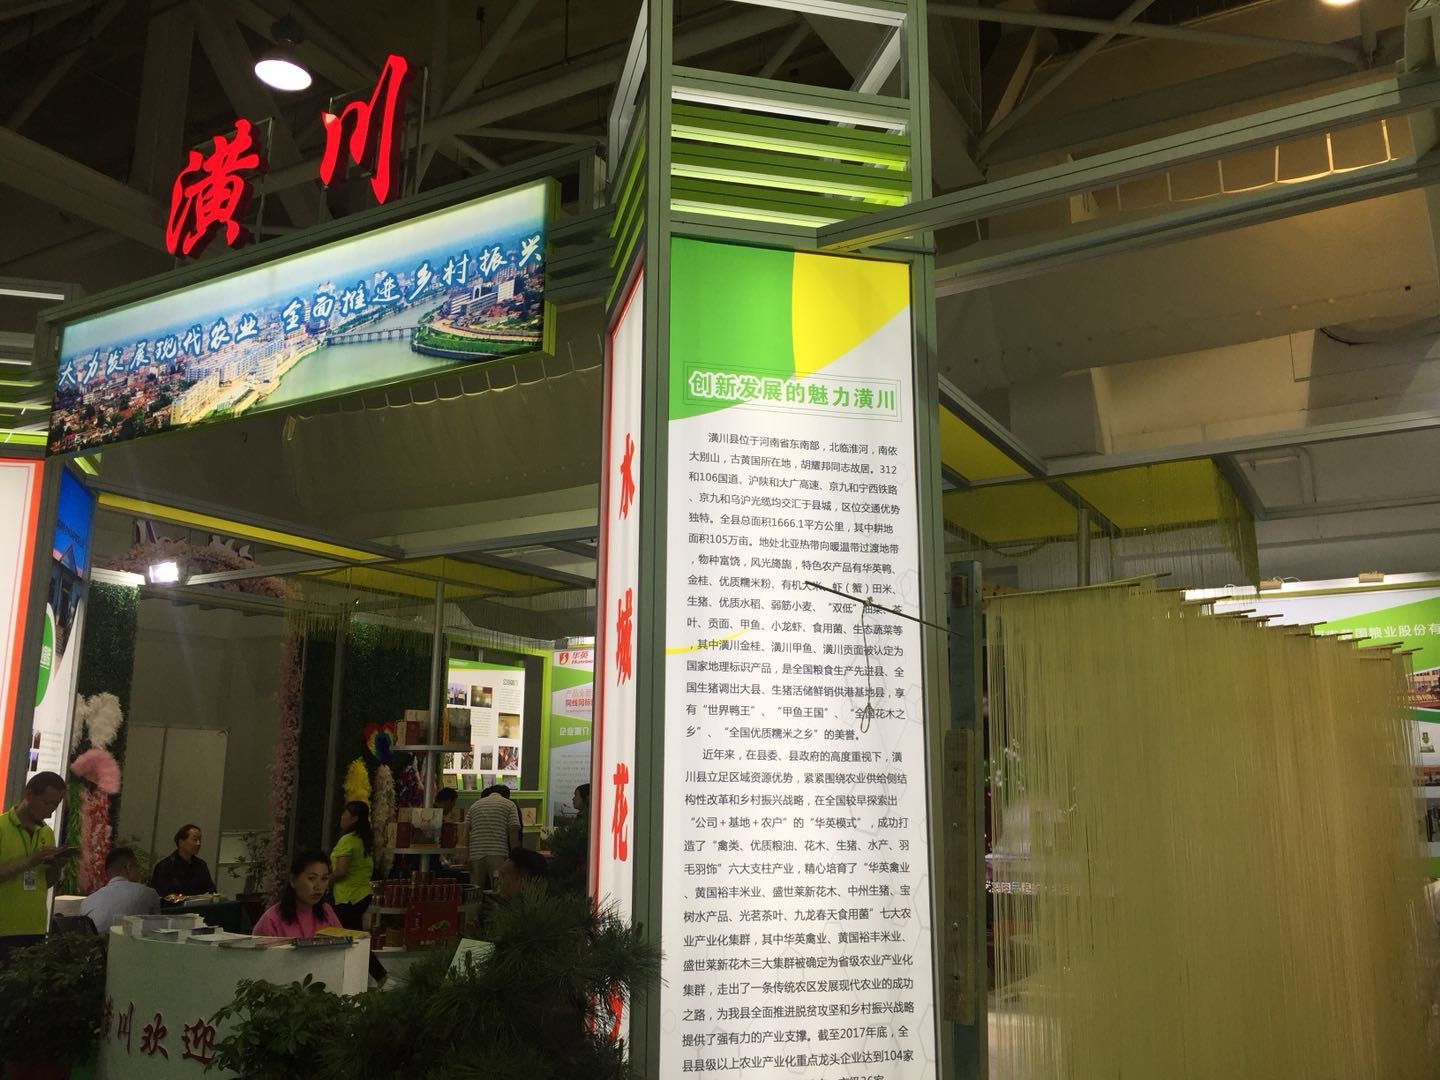 潢川
大力发展现代农业 全面推进乡村振兴
创新发展的魅力潢川
潢川县位于河南省东南部，北临淮河，南依
大别山，古黄国所在地，胡耀邦同志故居。312
和106国道、沪陕和大广高速、京九和宁西铁路
、京九和乌沪光缆均交汇于县城，区位交通优势
独特。全县总面积1666.1平方公里，其中耕地
面积105万亩。地处北亚热带向暖温带过渡地带
，物种富饶，风光旖旎，特色农产品有华英鸭、
金桂、优质糯米粉、有机大米、虾（蟹）田米、
生猪、优质水稻、弱筋小麦、“双低”油菜、茶
叶、贡面、甲鱼、小龙虾、食用菌、生态蔬菜等
，其中潢川金桂、潢川甲鱼、潢川贡面被认定为
国家地理标识产品，是全国粮食生产先进县、全
国生猪调出大县、生猪活储鲜销供港基地县，享
有“世界鸭王”、“甲鱼王国”、“全国花木之
乡”、“全国优质糯米之乡”的美誉。
近年来，在县委、县政府的高度重视下，潢
川县立足区域资源优势，紧紧围绕农业供给侧结
构性改革和乡村振兴战略，在全国较早探索出
“公司＋基地＋农户”的“华英模式”，成功打
造了“禽类、优质粮油、花木、生猪、水产、羽
毛羽饰”六大支柱产业，精心培育了“华英禽业
、黄国裕丰米业、盛世莱新花木、中州生猪、宝
树水产品、光茗茶叶、九龙春天食用菌”七大农
业产业化集群，其中华英禽业、黄国裕丰米业、
盛世莱新花木三大集群被确定为省级农业产业化
集群，走出了一条传统农区发展现代农业的成功
之路，为我县全面推进脱贫攻坚和乡村振兴战略
提供了强有力的产业支撑。截至2017年底，全
县县级以上农业产业化重点龙头企业达到104家
水城花
华英
企业简介
国粮业股份有
潢川欢迎